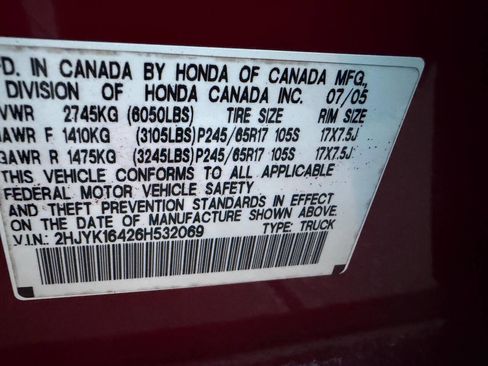 FD. IN CANADA BY HONDA OF CANADA MFG.,
DIVISION OF HONDA CANADA INC. 07/05
VWR 2745KG (6050LBS) TIRE SIZE RIM SIZE
AWR F 1410KG (3105LBS) P245/65R17 105S 17X7.5J
GAWR R 1475KG (3245LBS) P245/65R17 105S 17X7.5J
THIS VEHICLE CONFORMS TO ALL APPLICABLE
FEDERAL MOTOR VEHICLE SAFETY
AND THEFT PREVENTION STANDARDS IN EFFECT
ON THE DATE OF MANUFACTURE SHOWN ABOVE.
V.I.N.: 2HJYK16426H532069 TYPE: TRUCK